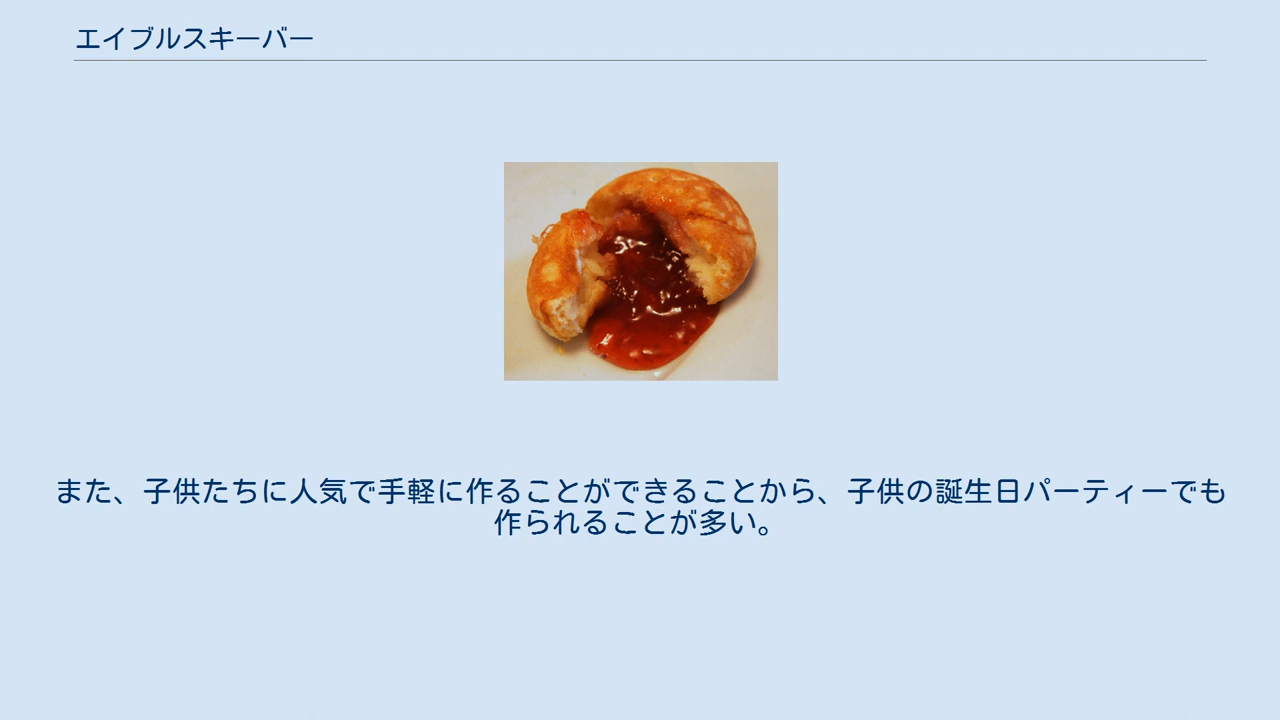 エイブルスキーバー
また、子供たちに人気で手軽に作ることができることから、子供の誕生日パーティーでも
作られることが多い。